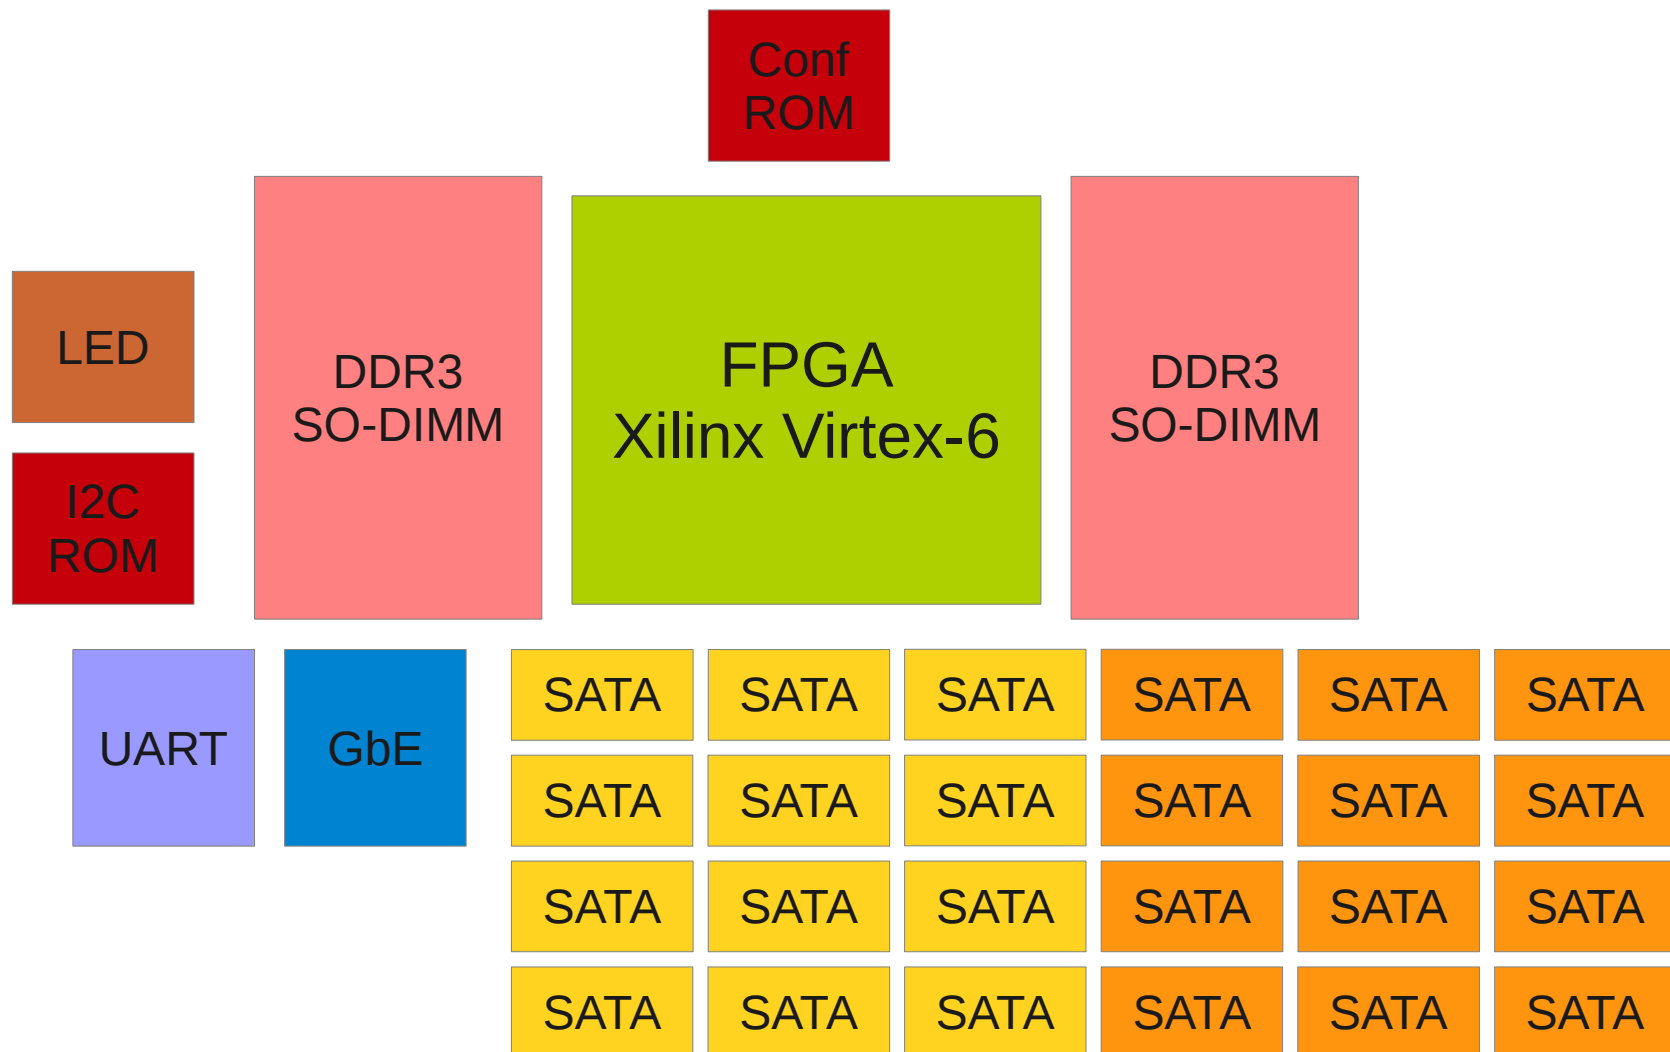 Conf
ROM
LED
I2C
ROM
DDR3
SO-DIMM
FPGA
Xilinx Virtex-6
DDR3
SO-DIMM
UART
GbE
SATA SATA SATA SATA SATA SATA
SATA SATA SATA SATA SATA SATA
SATA SATA SATA SATA SATA SATA
SATA SATA SATA SATA SATA SATA